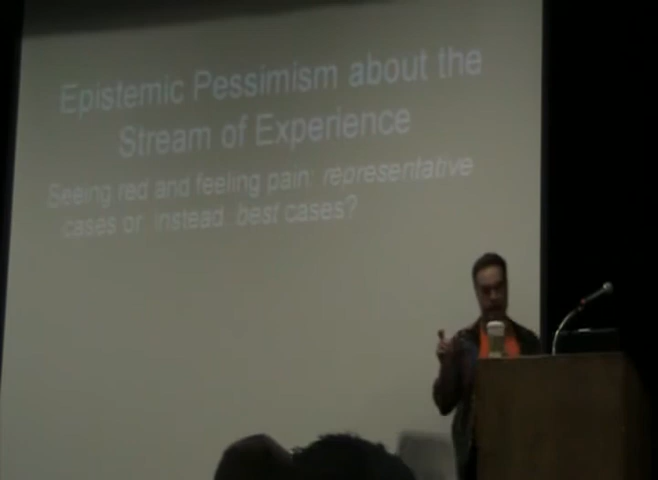 Epistemic Pessimism about the
Stream of Experience
Seeing red and feeling pain: representative
cases or instead best cases?